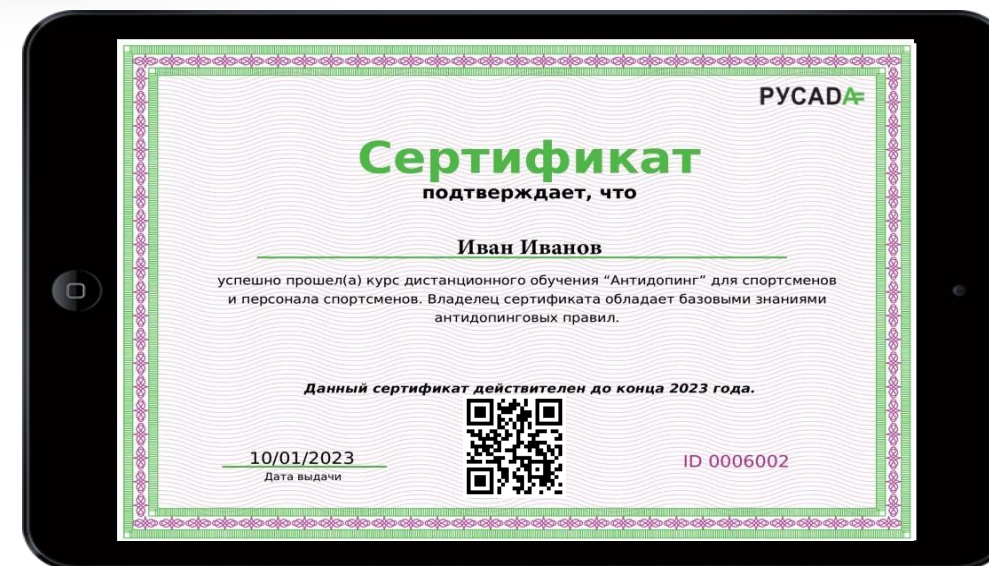 РУСАДА
Сертификат
подтверждает, что
Иван Иванов
успешно прошел(а) курс дистанционного обучения “Антидопинг” для спортсменов
и персонала спортсменов. Владелец сертификата обладает базовыми знаниями
антидопинговых правил.
Данный сертификат действителен до конца 2023 года.
10/01/2023
Дата выдачи
ID 0006002